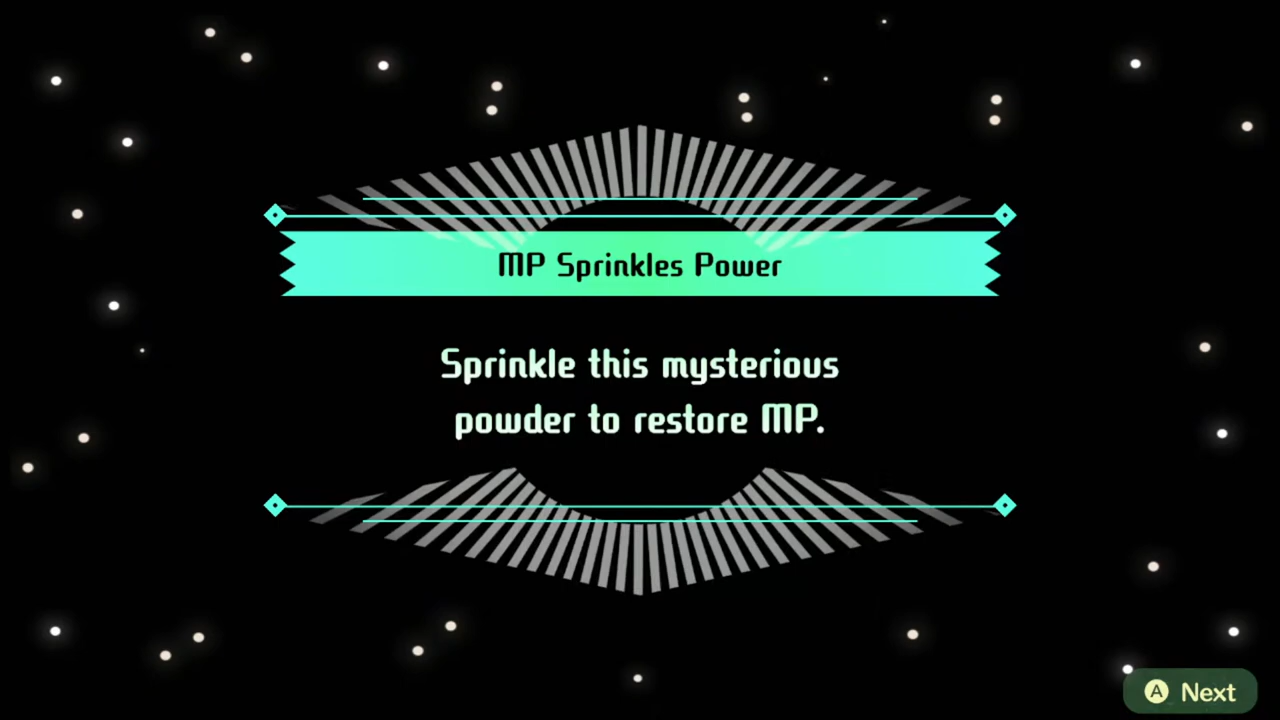 MP Sprinkles Power
Sprinkle this mysterious
powder to restore MP.
A Next